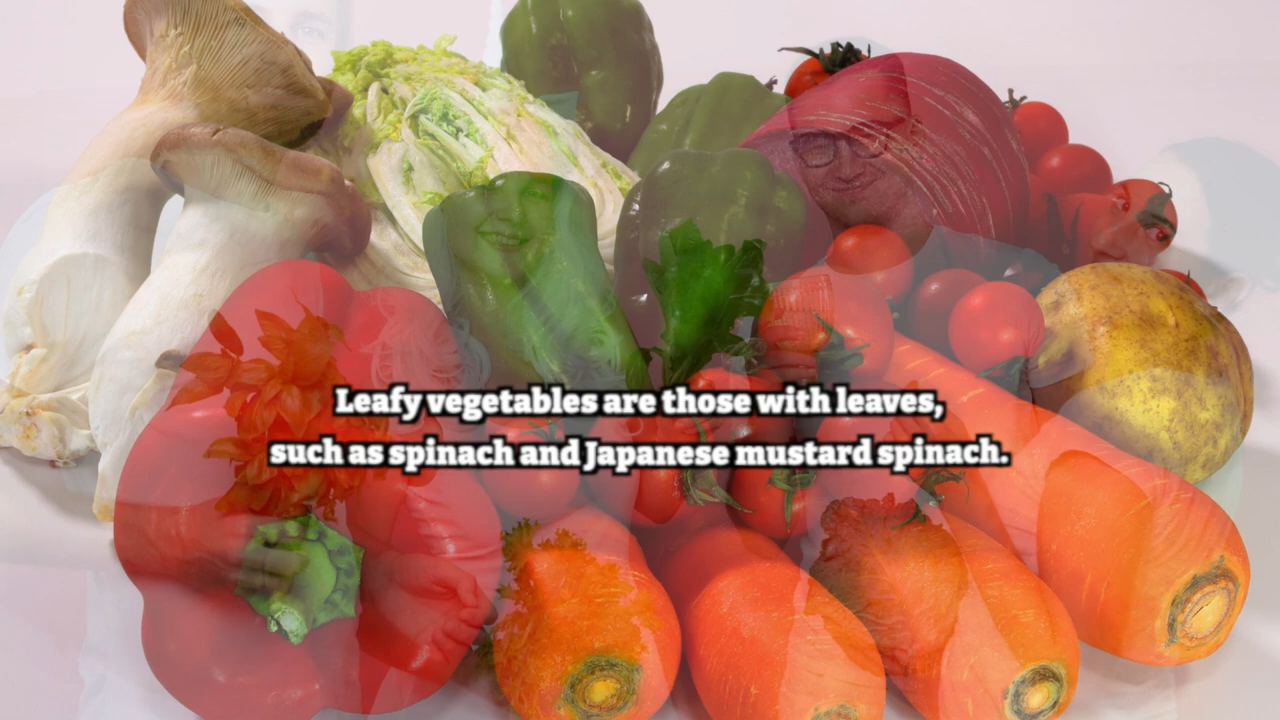 Leafy vegetables are those with leaves,
such as spinach and Japanese mustard spinach.